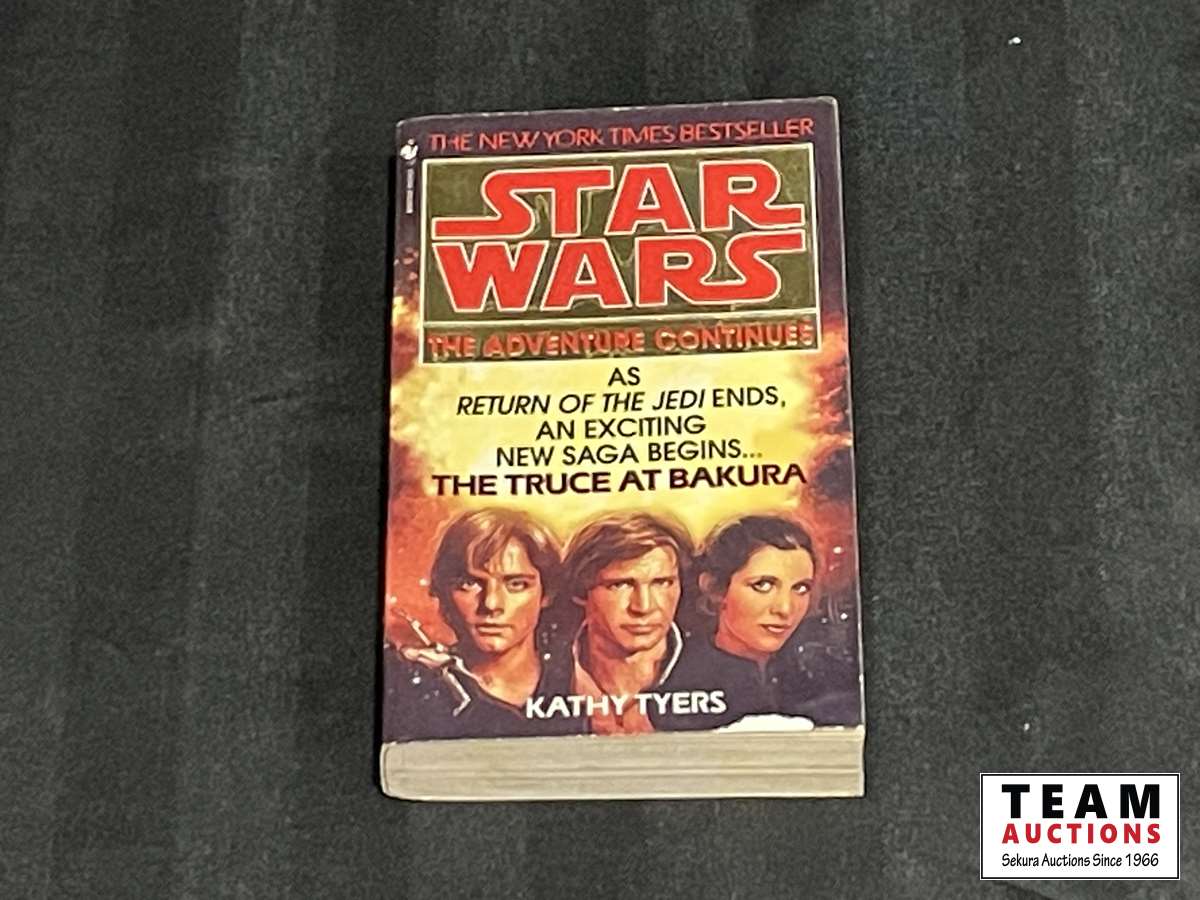 THE NEW YORK TIMES BESTSELLER
STAR
WARS
THE ADVENTURE CONTINUES
AS
RETURN OF THE JEDI ENDS,
AN EXCITING
NEW SAGA BEGINS...
THE TRUCE AT BAKURA
KATHY TYERS
TEAM
AUCTIONS
Sekura Auctions Since 1966